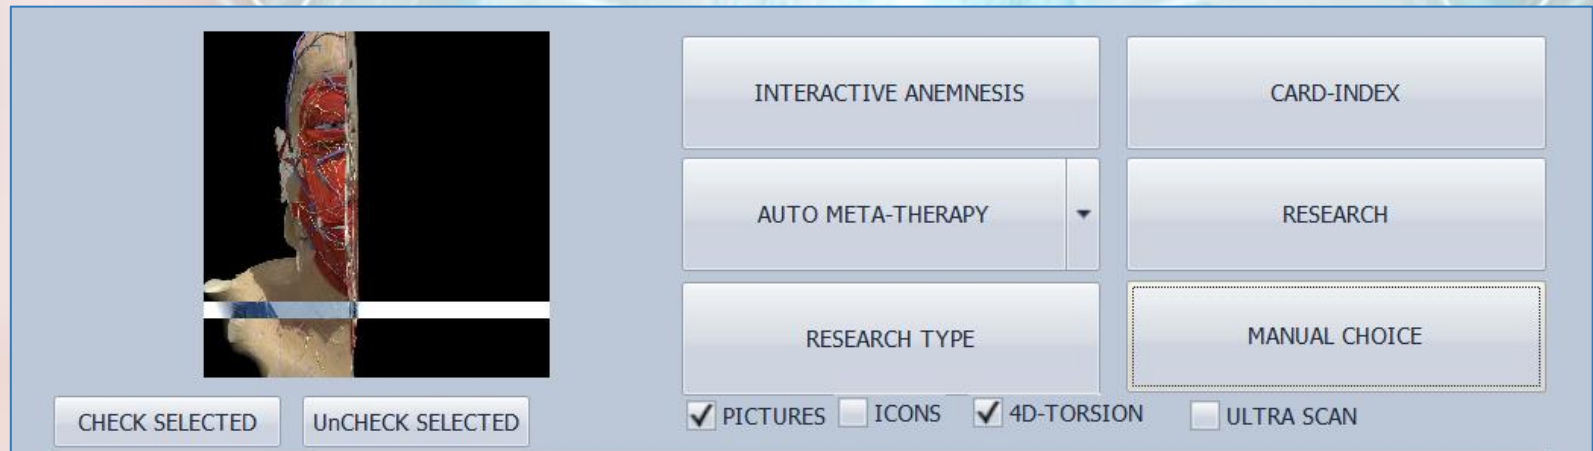 INTERACTIVE ANEMNESIS
CARD-INDEX
AUTO META-THERAPY
RESEARCH
RESEARCH TYPE
MANUAL CHOICE
CHECK SELECTED
UnCHECK SELECTED
PICTURES
ICONS
4D-TORSION
ULTRA SCAN